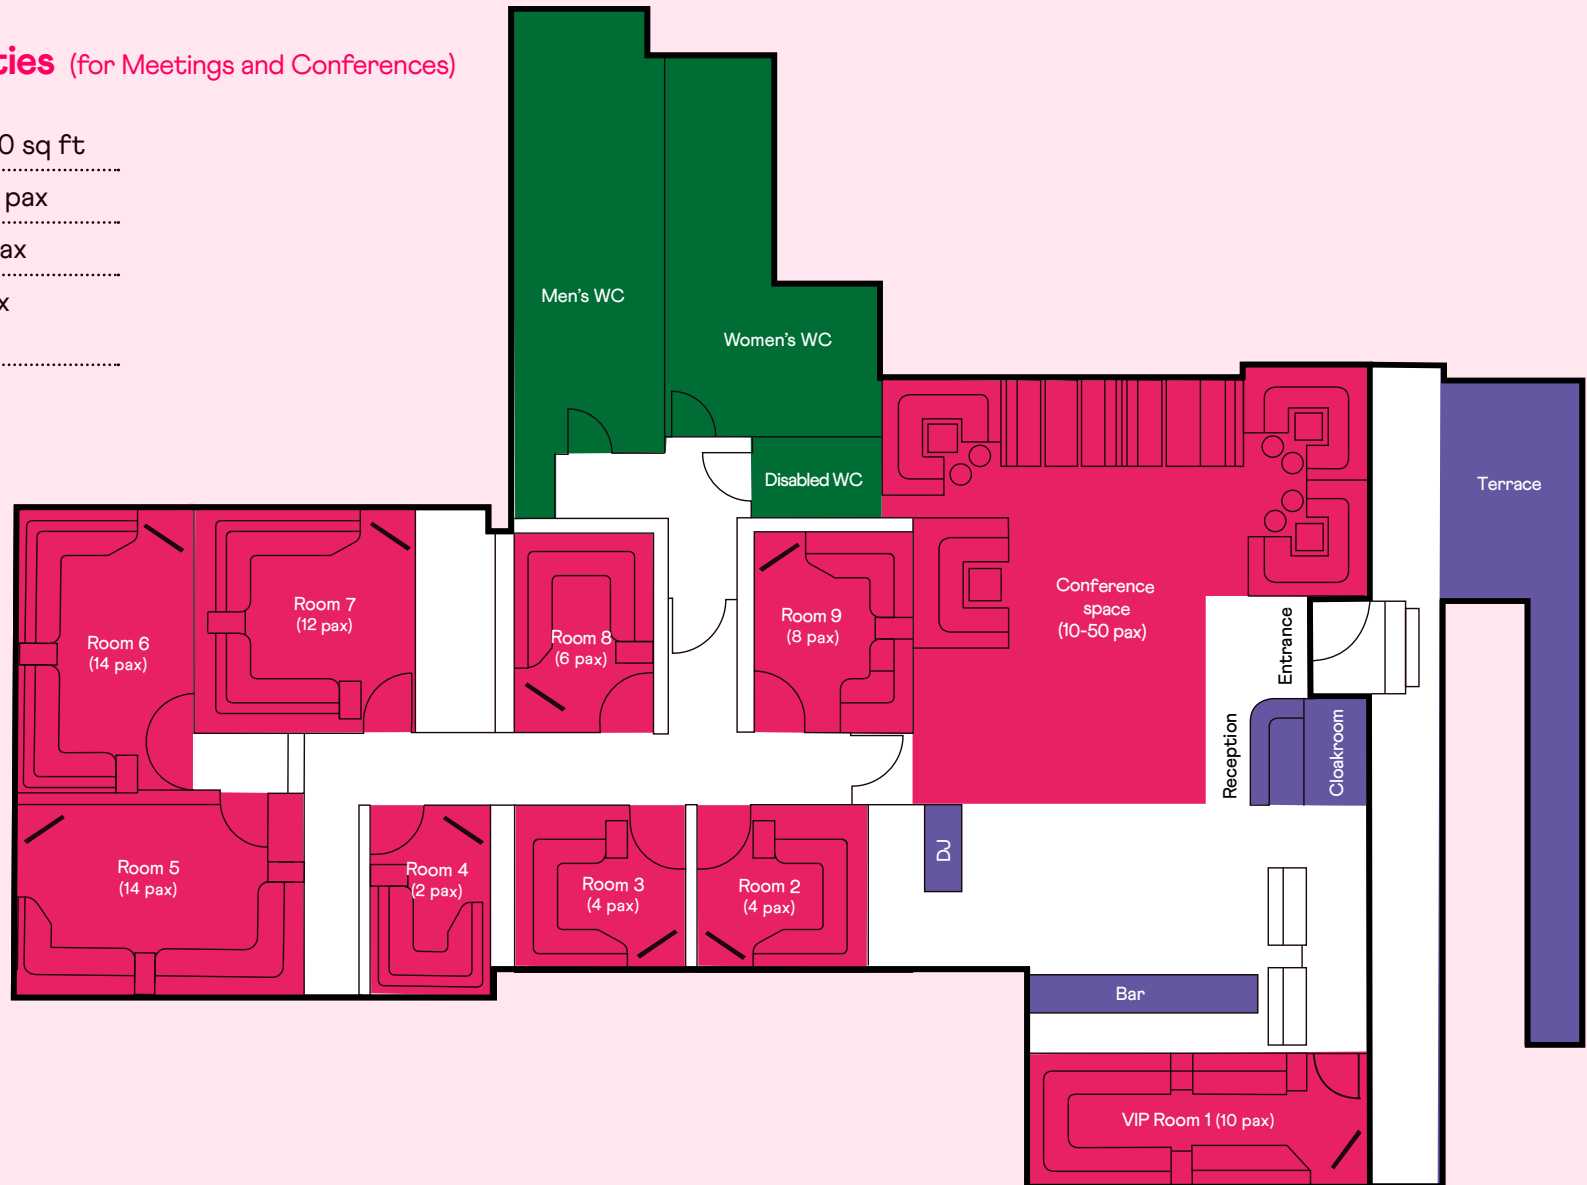 ties (for Meetings and Conferences)
0 sq ft
pax
ax
x
Men's WC
Women's WC
Disabled WC
Terrace
Room 6
(14 pax)
Room 7
(12 pax)
Room 8
(6 pax)
Room 9
(8 pax)
Conference
space
(10-50 pax)
Entrance
Reception
Cloakroom
Room 5
(14 pax)
Room 4
(2 pax)
Room 3
(4 pax)
Room 2
(4 pax)
DJ
Bar
VIP Room 1 (10 pax)